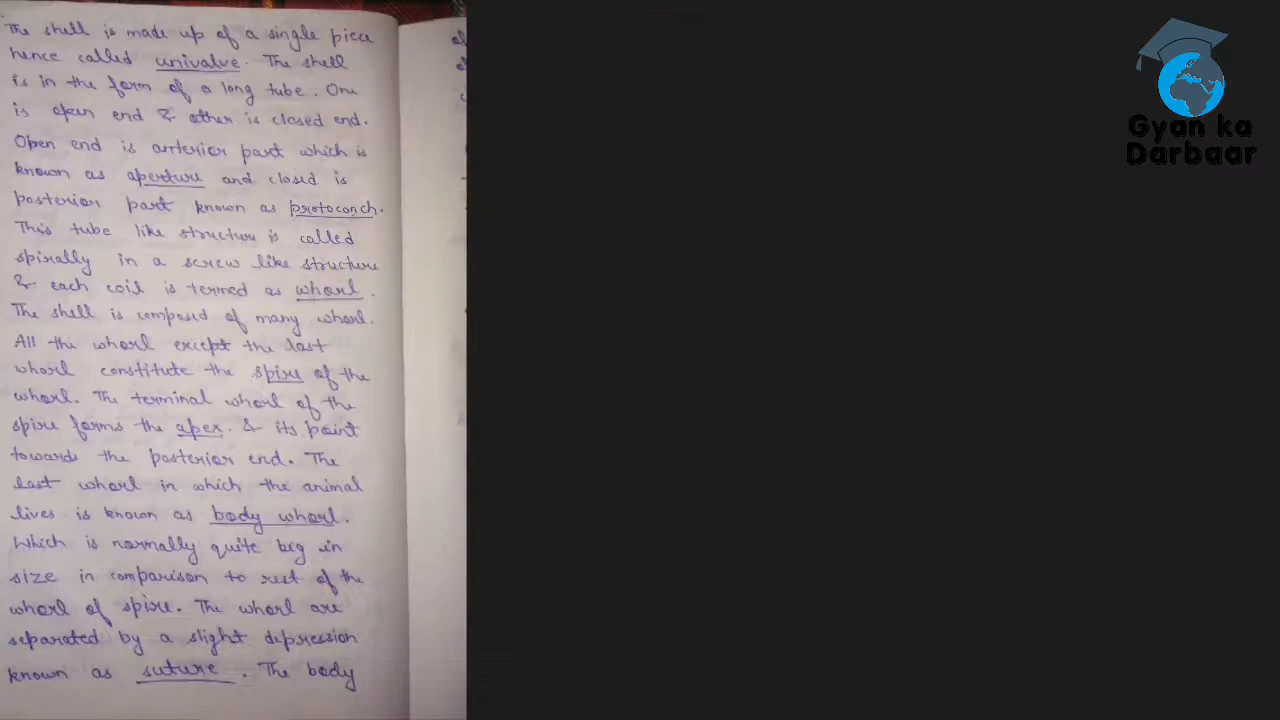 The shell is made up of a single piece
hence called univalve. The shell
is in the form of a long tube. One
is open end & other is closed end.
Open end is anterior part which is
known as aperture and closed is
posterior part known as protoconch.
This tube like structure is called
spirally in a screw like structure
& each coil is termed as whorl.
The shell is composed of many whorl.
All the whorl except the last
whorl constitute the spire of the
whorl. The terminal whorl of the
spire forms the apex. & its point
towards the posterior end. The
last whorl in which the animal
lives is known as body whorl.
Which is normally quite big in
size in comparison to rest of the
whorl of spire. The whorl are
separated by a slight depression
known as suture. The body
Gyan ka
Darbaar